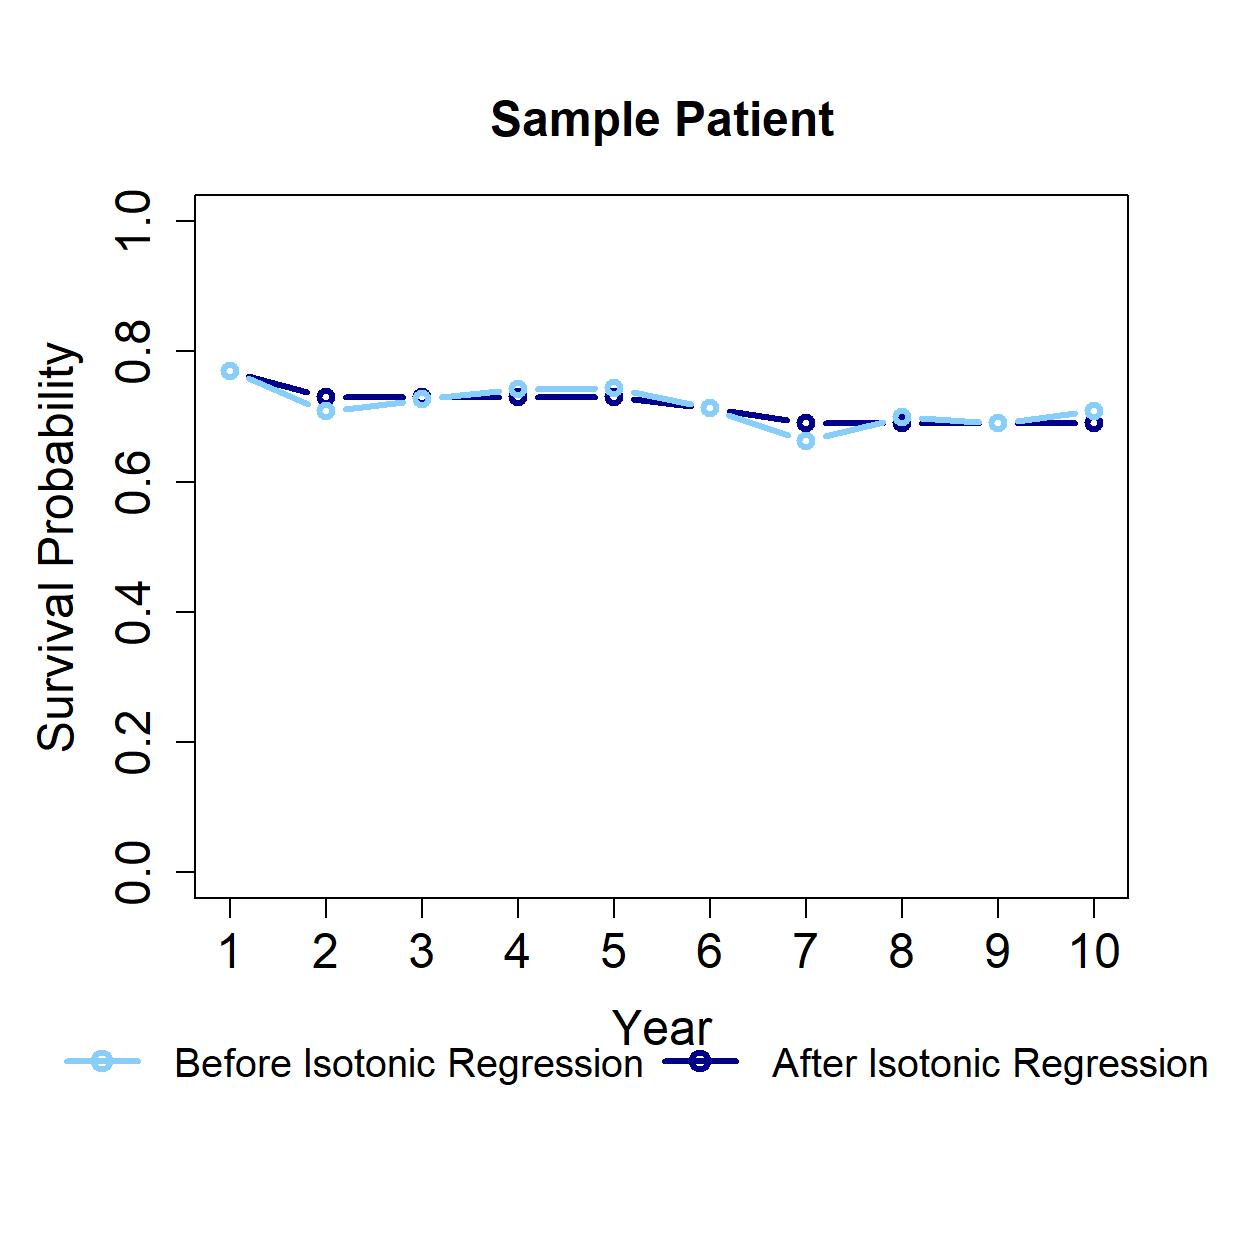 Sample Patient
Survival Probability
1.0
0.8
0.6
0.4
0.2
0.0
1 2 3 4 5 6 7 8 9 10
Year
Before Isotonic Regression After Isotonic Regression